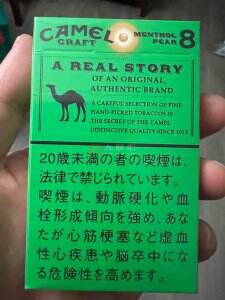 CAMEL
CRAFT
MENTHOL
PEAR 8
A REAL STORY
OF AN ORIGINAL,
AUTHENTIC BRAND
A CAREFUL SELECTION OF FINE
HAND-PICKED TOBACCOS IS
THE SECRET OF THE CAMEL
DISTINCTIVE QUALITY SINCE 1913
20歳未満の者の喫煙は、
法律で禁じられています。
喫煙は、動脈硬化や血
栓形成傾向を強め、あな
たが心筋梗塞など虚血
性心疾患や脳卒中にな
る危険性を高めます。